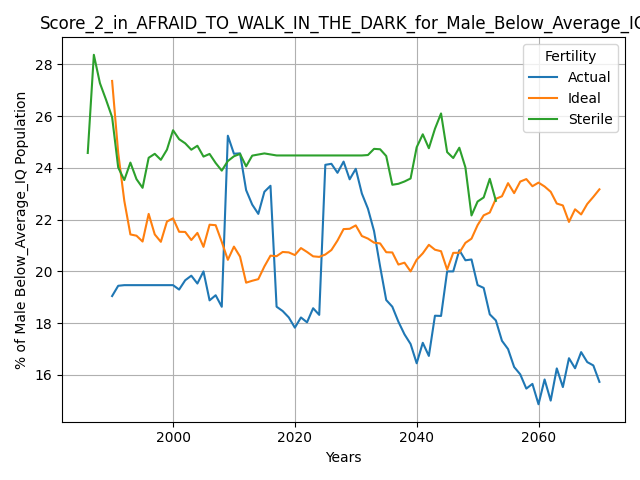 Score_2_in_AFRAID_TO_WALK_IN_THE_DARK_for_Male_Below_Average_IQ
Fertility
Actual
Ideal
Sterile
28
26
24
22
20
18
16
% of Male Below_Average_IQ Population
2000
2020
2040
2060
Years